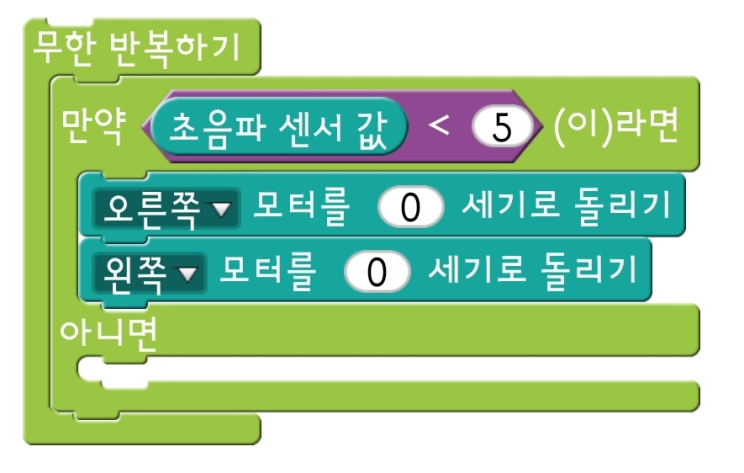 무한 반복하기
만약 초음파 센서 값 < 5 (이)라면
오른쪽 모터를 0 세기로 돌리기
왼쪽 모터를 0 세기로 돌리기
아니면